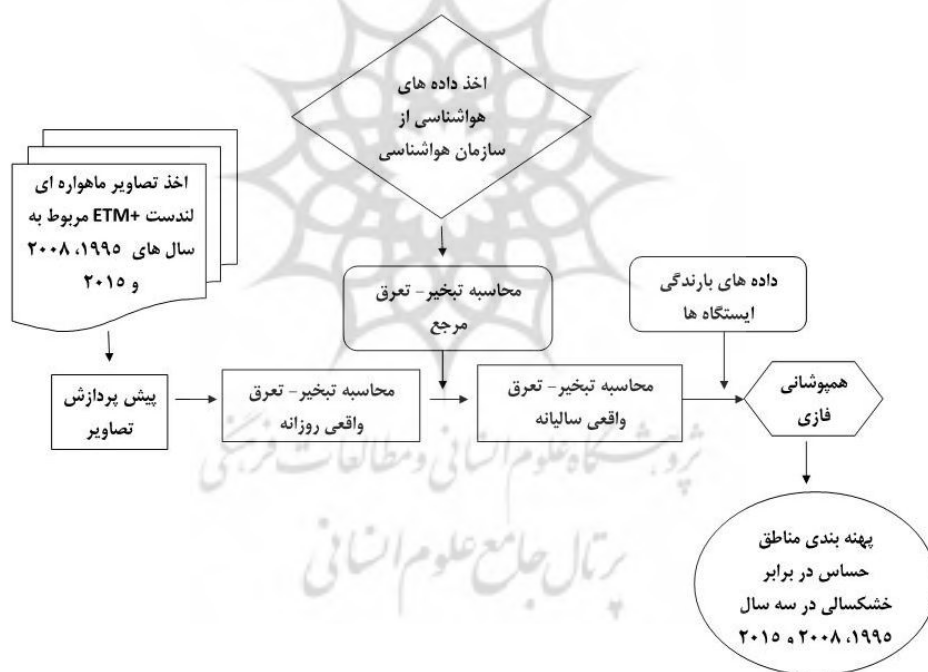 اخذ داده های
هواشناسی از
سازمان هواشناسی
اخذ تصاویر ماهواره ای
لندست +ETM مربوط به
سال های ۱۹۹۵، ۲۰۰۸
و ۲۰۱۵
محاسبه تبخیر- تعرق
مرجع
داده های بارندگی
ایستگاه ها
پیش پردازش
تصاویر
محاسبه تبخیر- تعرق
واقعی روزانه
محاسبه تبخیر- تعرق
واقعی سالیانه
همپوشانی
فازی
پهنه بندی مناطق
حساس در برابر
خشکسالی در سه سال
۱۹۹۵، ۲۰۰۸ و ۲۰۱۵
پژوهشگاه علوم انسانی و مطالعات فرهنگی
پرتال جامع علوم انسانی